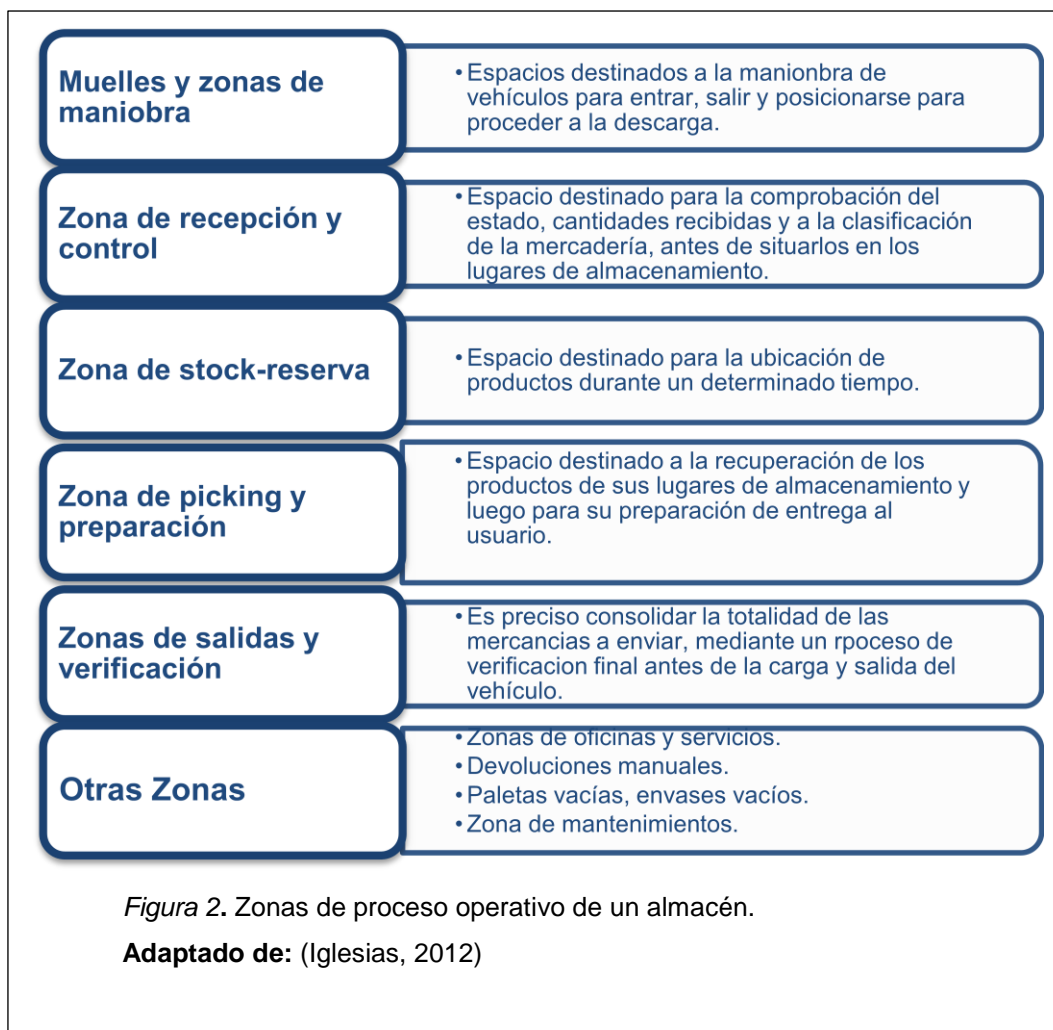 Muelles y zonas de
maniobra
• Espacios destinados a la manionbra de
vehículos para entrar, salir y posicionarse para
proceder a la descarga.
Zona de recepción y
control
• Espacio destinado para la comprobación del
estado, cantidades recibidas y a la clasificación
de la mercadería, antes de situarlos en los
lugares de almacenamiento.
Zona de stock-reserva
• Espacio destinado para la ubicación de
productos durante un determinado tiempo.
Zona de picking y
preparación
• Espacio destinado a la recuperación de los
productos de sus lugares de almacenamiento y
luego para su preparación de entrega al
usuario.
Zonas de salidas y
verificación
• Es preciso consolidar la totalidad de las
mercancias a enviar, mediante un rpoceso de
verificacion final antes de la carga y salida del
vehículo.
Otras Zonas
• Zonas de oficinas y servicios.
• Devoluciones manuales.
• Paletas vacías, envases vacíos.
• Zona de mantenimientos.
Figura 2. Zonas de proceso operativo de un almacén.
Adaptado de: (Iglesias, 2012)